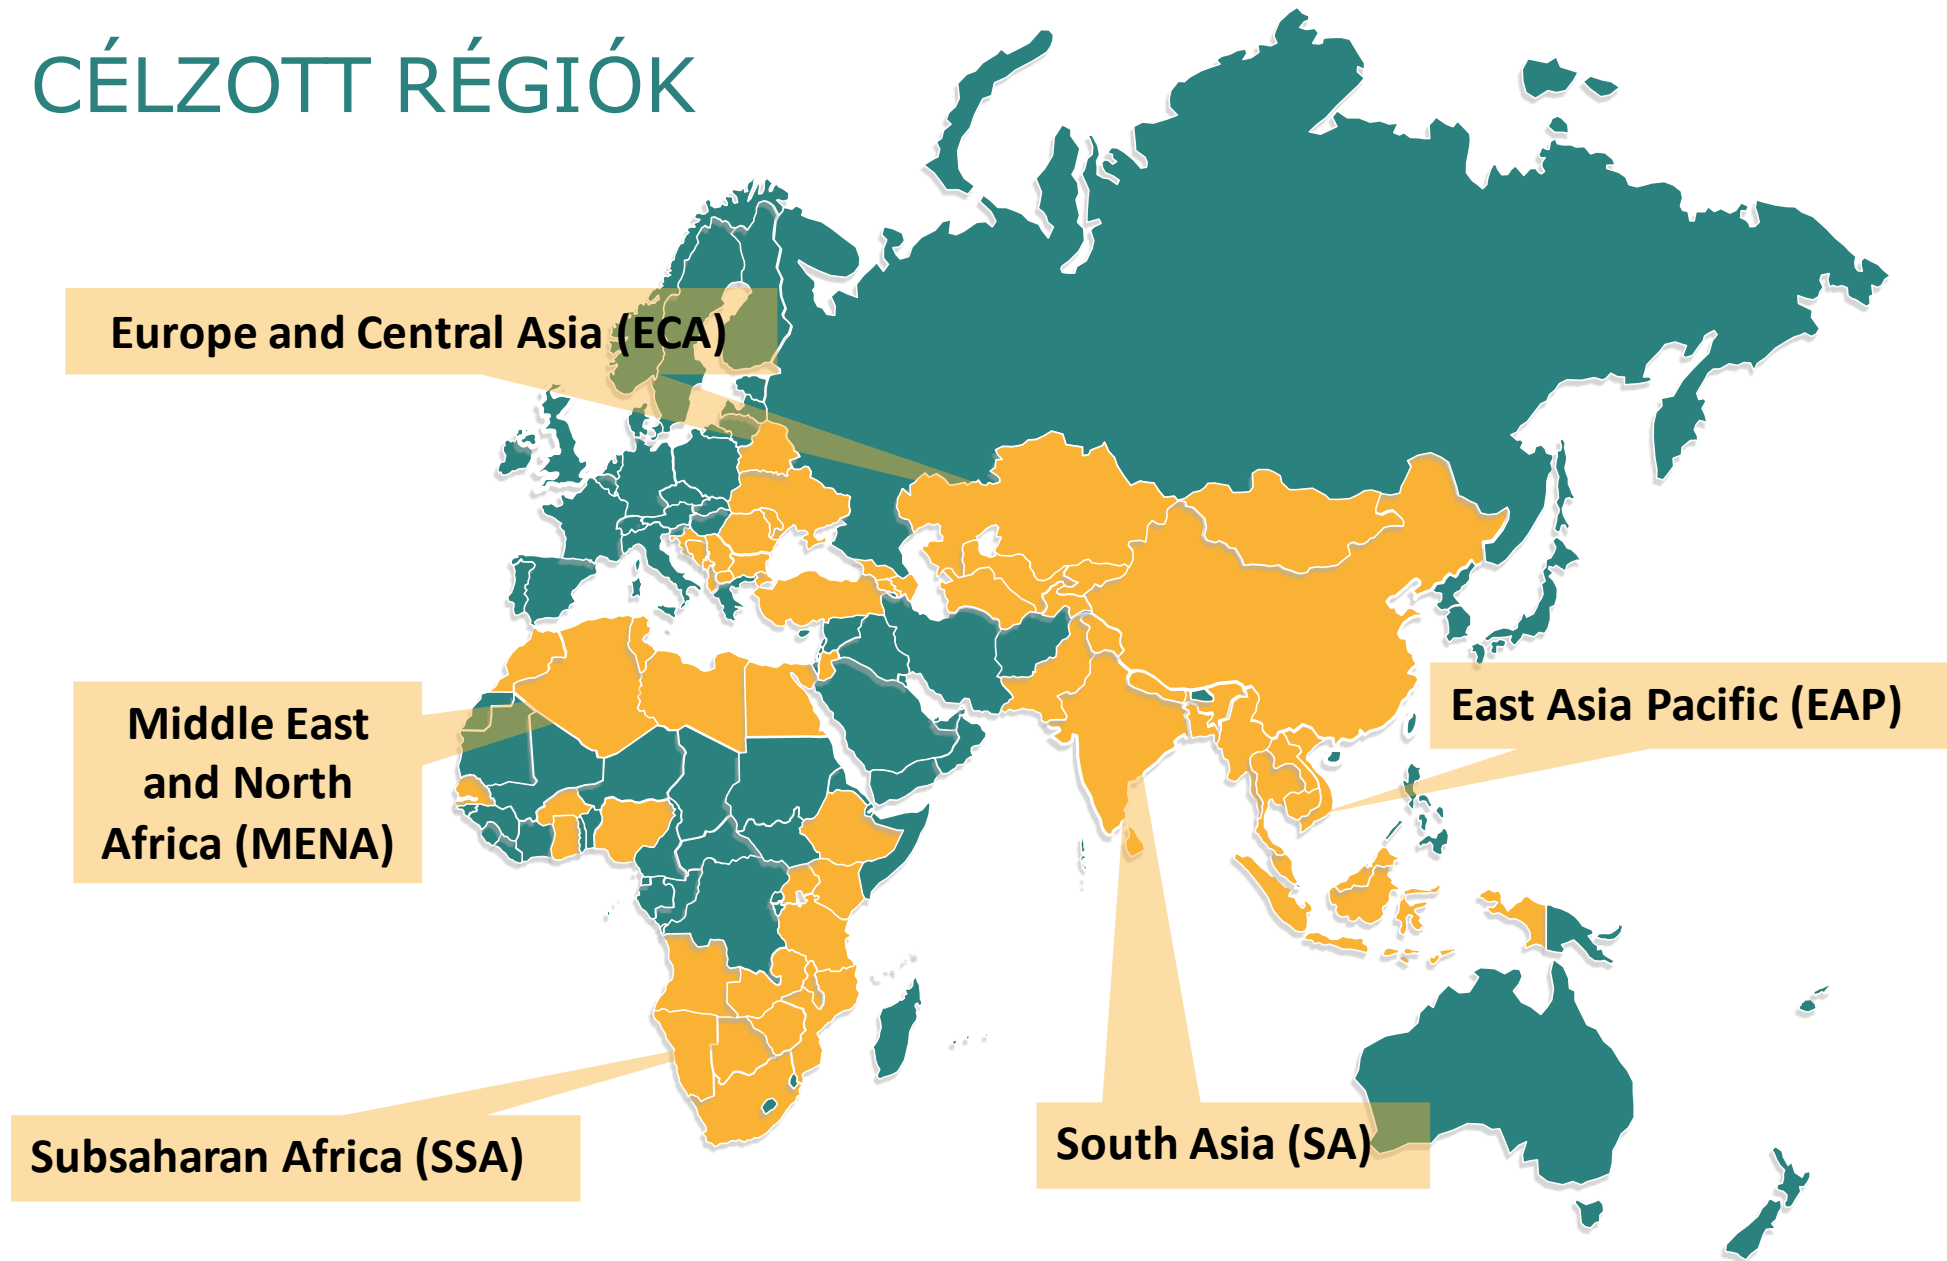 CÉLZOTT RÉGIÓK
Europe and Central Asia (ECA)
Middle East
and North
Africa (MENA)
East Asia Pacific (EAP)
Subsaharan Africa (SSA)
South Asia (SA)